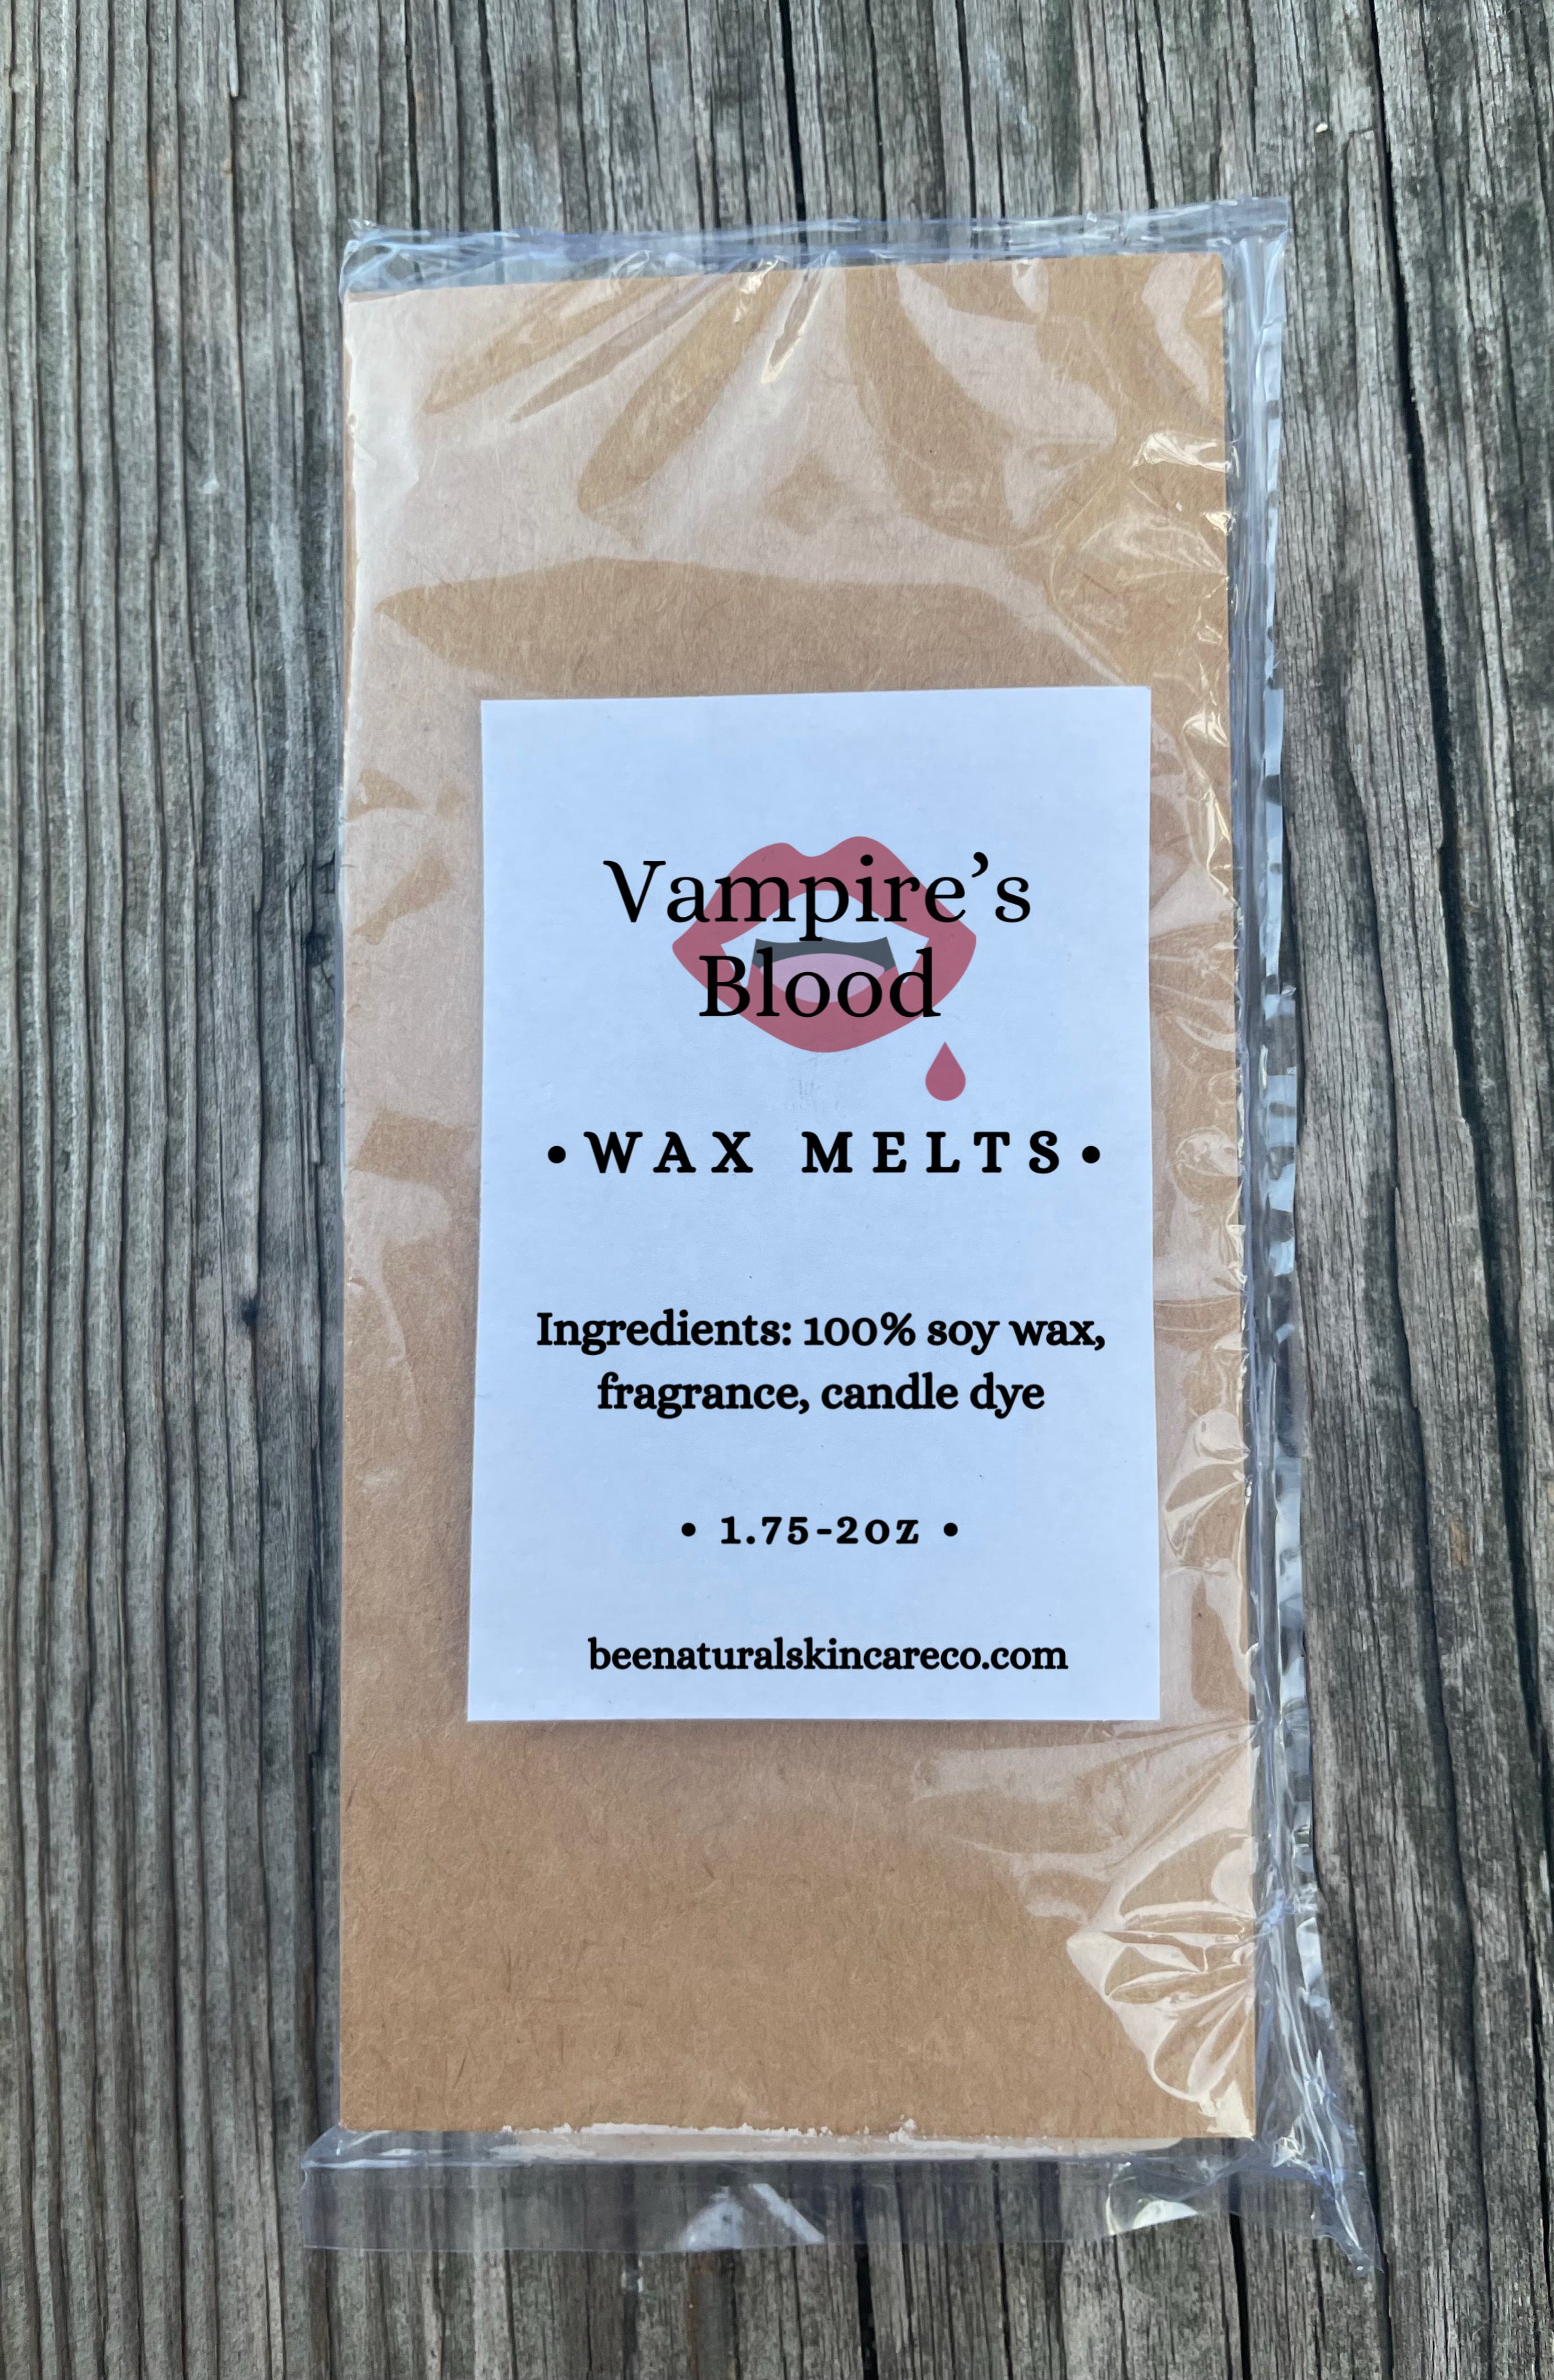 Vampire’s
Blood
•WAX MELTS•
Ingredients: 100% soy wax,
fragrance, candle dye
• 1.75-2oz •
beenaturalskincareco.com